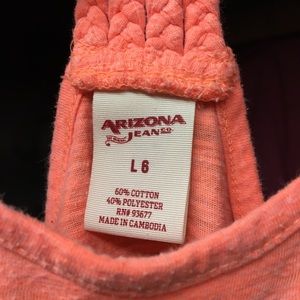 ARIZONA
JEAN CO.
L 6
60% COTTON
40% POLYESTER
RN# 93677
MADE IN CAMBODIA